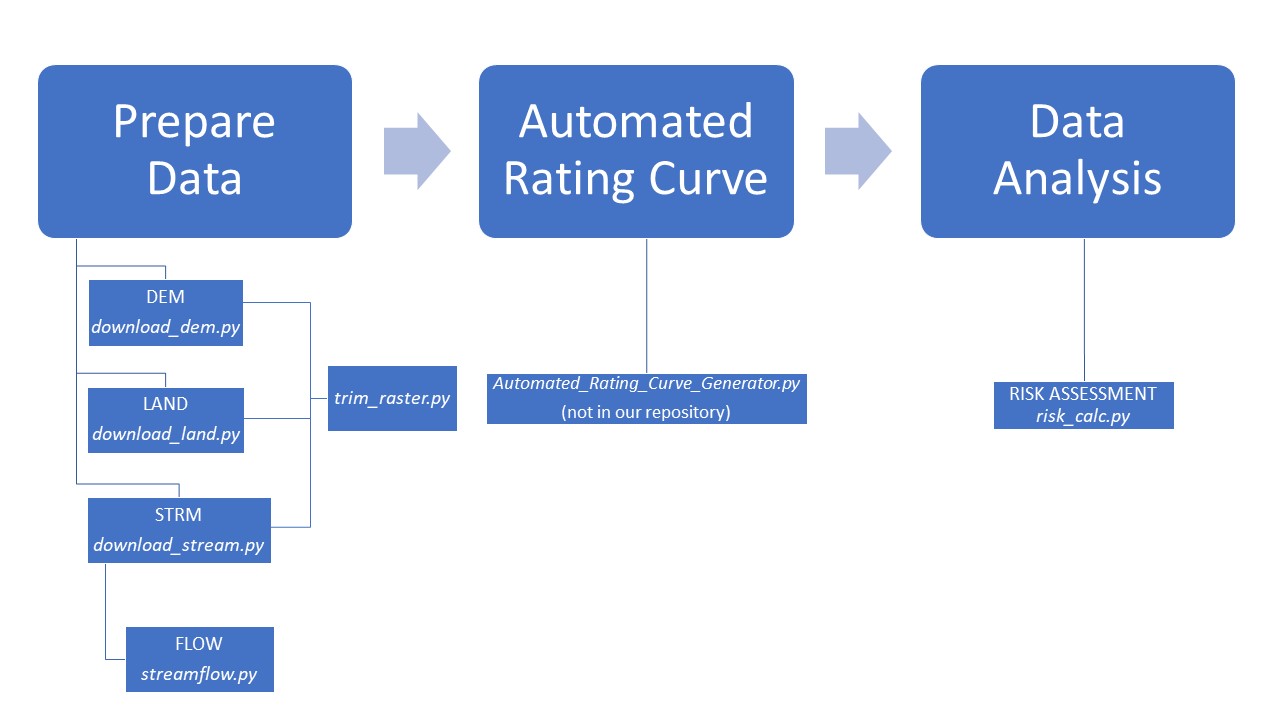 Prepare
Data
Automated
Rating Curve
Data
Analysis
DEM
download_dem.py
LAND
download_land.py
STRM
download_stream.py
FLOW
streamflow.py
trim_raster.py
Automated_Rating_Curve_Generator.py
(not in our repository)
RISK ASSESSMENT
risk_calc.py